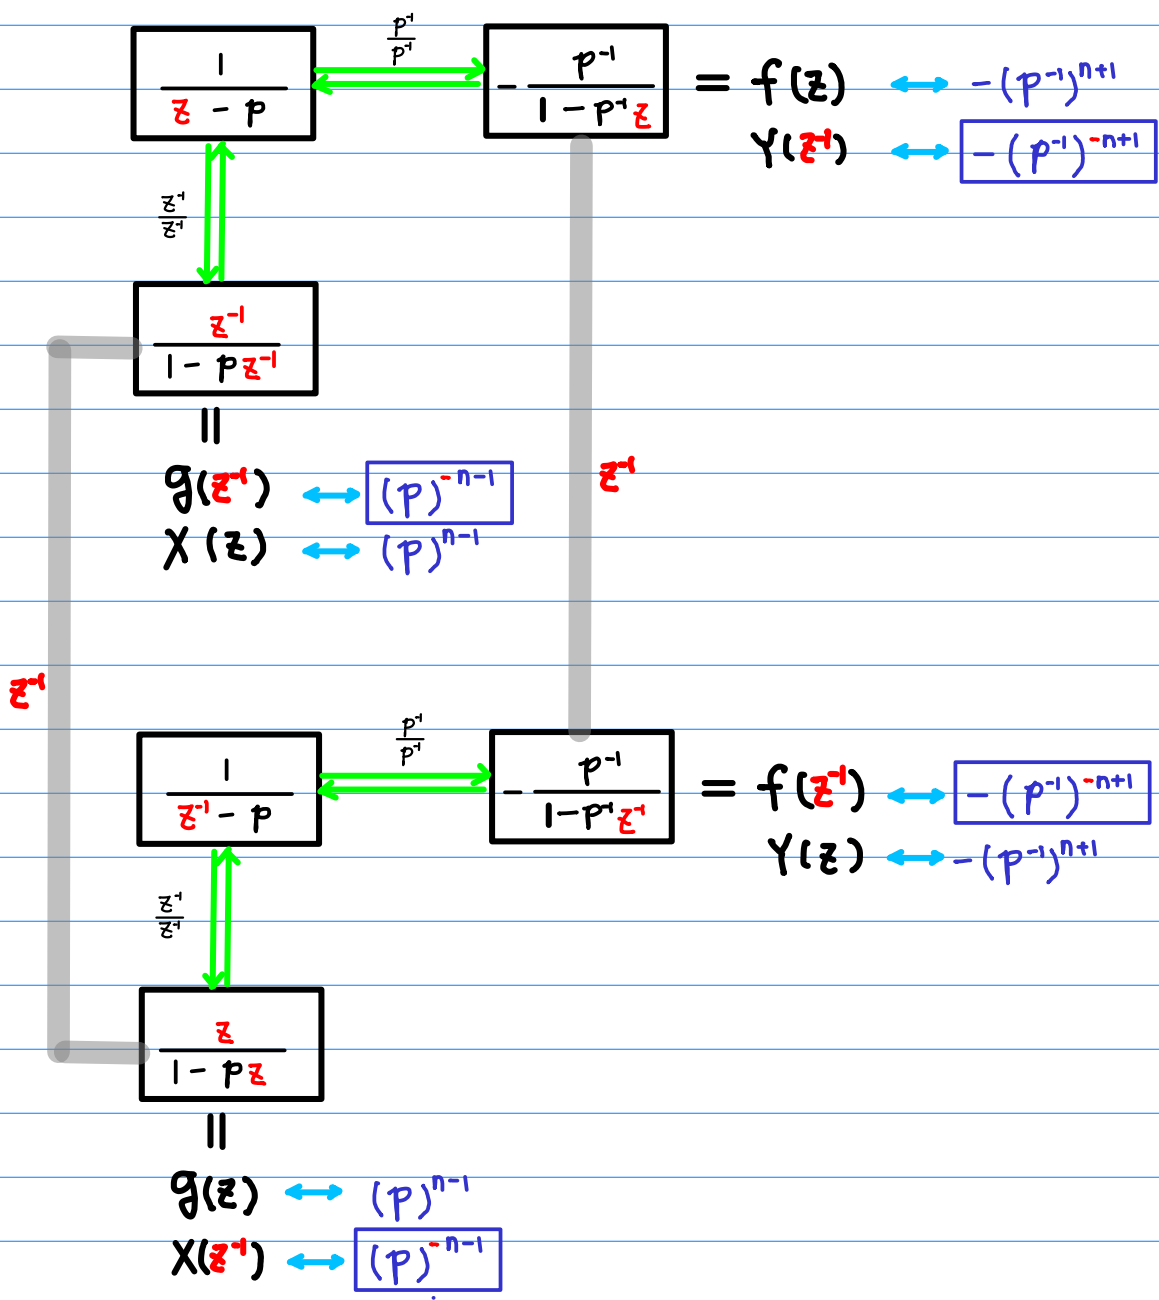 1/(z - p)
p⁻¹/p⁻¹
- p⁻¹/(1 - p⁻¹z) = f(z) ↔ -(p⁻¹)ⁿ⁺¹
Y(z⁻¹) ↔ -(p⁻¹)⁻ⁿ⁺¹
z⁻¹/z⁻¹
z⁻¹/(1 - pz⁻¹)
=
g(z⁻¹) ↔ (p)⁻ⁿ⁻¹
X(z) ↔ (p)ⁿ⁻¹
z⁻¹
z⁻¹
1/(z⁻¹ - p)
p⁻¹/p⁻¹
- p⁻¹/(1 - p⁻¹z⁻¹) = f(z⁻¹) ↔ -(p⁻¹)⁻ⁿ⁺¹
Y(z) ↔ -(p⁻¹)ⁿ⁺¹
z⁻¹/z⁻¹
z/(1 - pz)
=
g(z) ↔ (p)ⁿ⁻¹
X(z⁻¹) ↔ (p)⁻ⁿ⁻¹